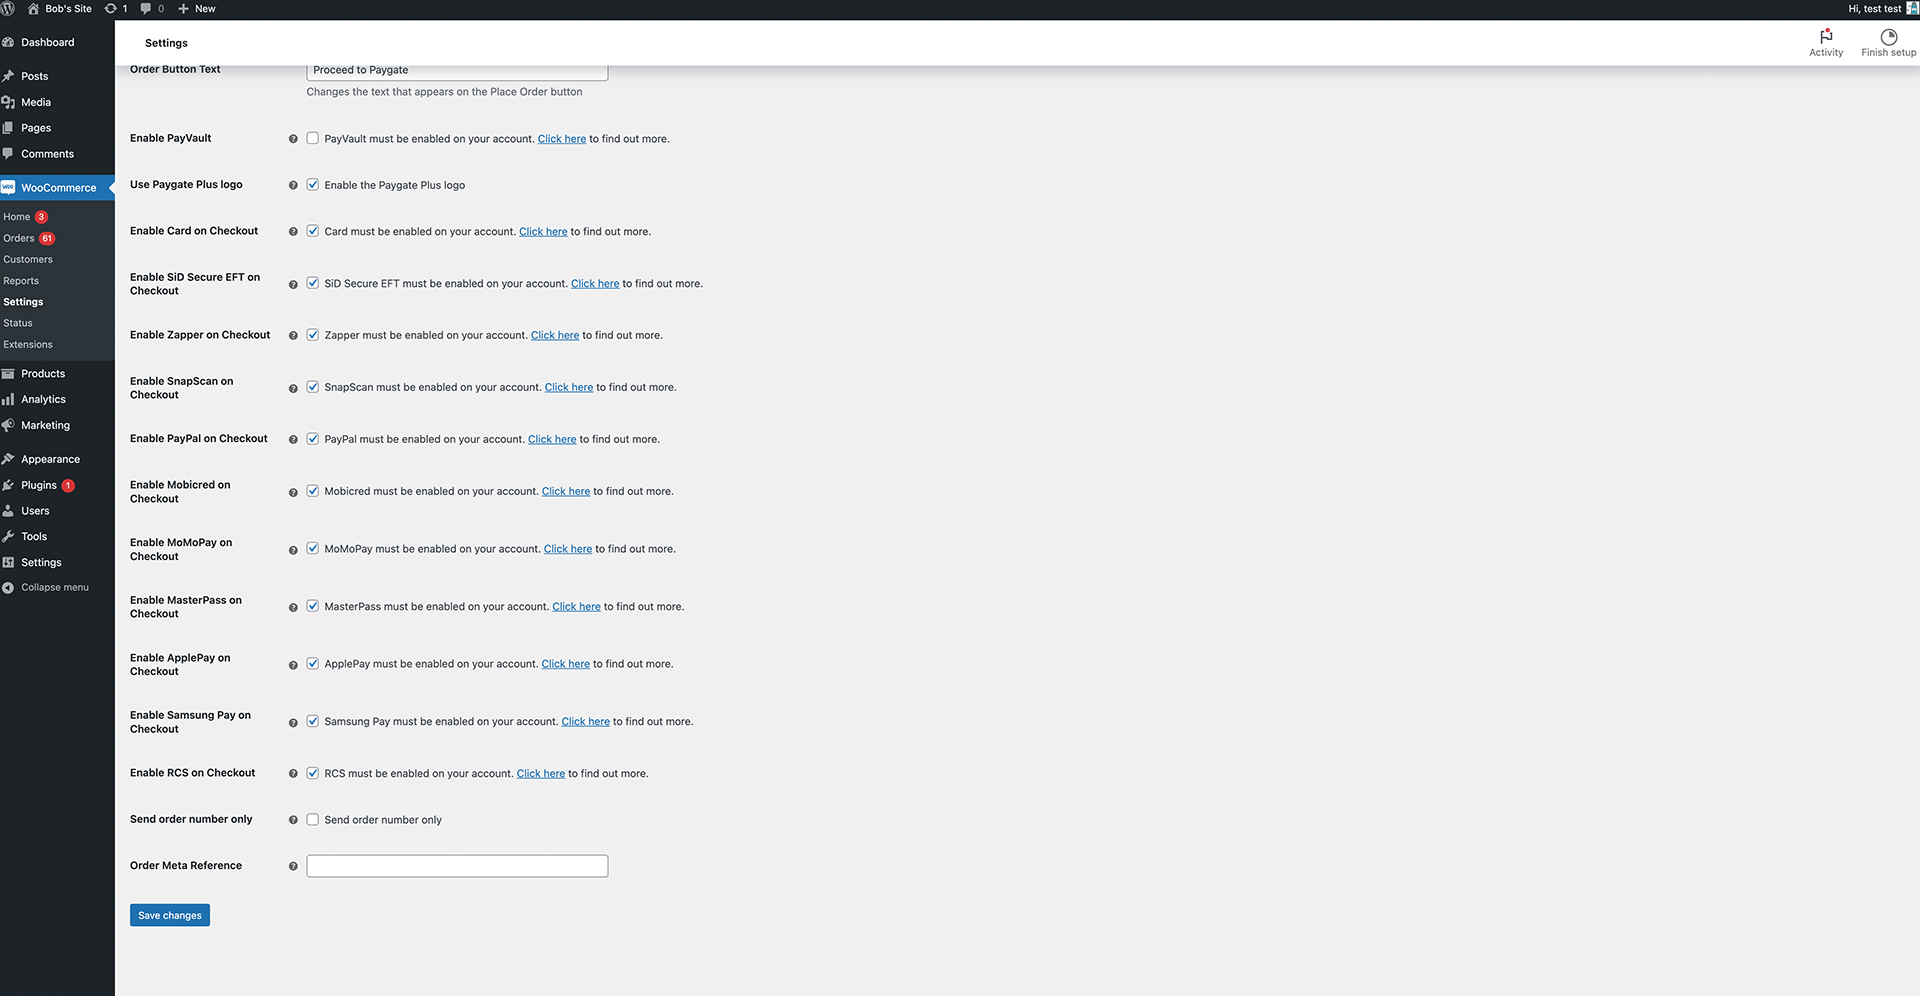 Bob's Site 1 0 New Hi, test test
Settings
Activity
Finish setup
Dashboard
Posts
Media
Pages
Comments
WooCommerce
Home 3
Orders 61
Customers
Reports
Settings
Status
Extensions
Products
Analytics
Marketing
Appearance
Plugins 1
Users
Tools
Settings
Collapse menu
Order Button Text Proceed to Paygate
Changes the text that appears on the Place Order button
Enable PayVault PayVault must be enabled on your account. Click here to find out more.
Use Paygate Plus logo Enable the Paygate Plus logo
Enable Card on Checkout Card must be enabled on your account. Click here to find out more.
Enable SiD Secure EFT on
Checkout
SiD Secure EFT must be enabled on your account. Click here to find out more.
Enable Zapper on Checkout Zapper must be enabled on your account. Click here to find out more.
Enable SnapScan on
Checkout
SnapScan must be enabled on your account. Click here to find out more.
Enable PayPal on Checkout PayPal must be enabled on your account. Click here to find out more.
Enable Mobicred on
Checkout
Mobicred must be enabled on your account. Click here to find out more.
Enable MoMoPay on
Checkout
MoMoPay must be enabled on your account. Click here to find out more.
Enable MasterPass on
Checkout
MasterPass must be enabled on your account. Click here to find out more.
Enable ApplePay on
Checkout
ApplePay must be enabled on your account. Click here to find out more.
Enable Samsung Pay on
Checkout
Samsung Pay must be enabled on your account. Click here to find out more.
Enable RCS on Checkout RCS must be enabled on your account. Click here to find out more.
Send order number only Send order number only
Order Meta Reference
Save changes